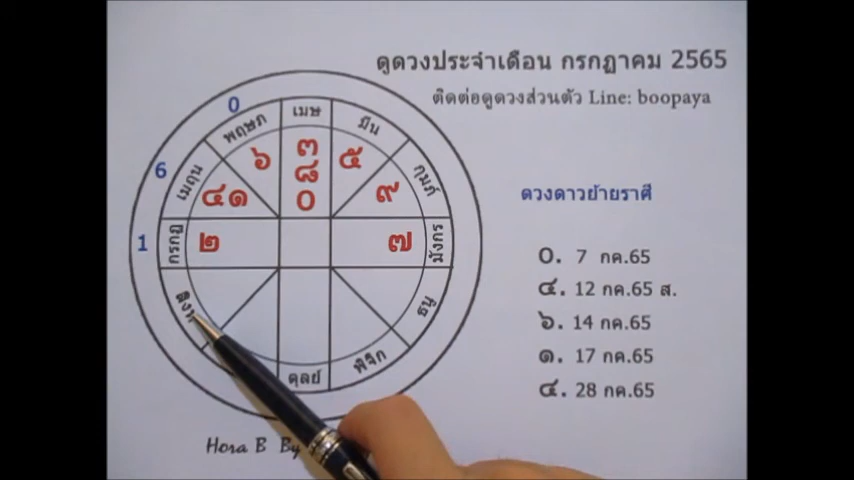 ดูดวงประจำเดือน กรกฏาคม 2565
ติดต่อดูดวงส่วนตัว Line: boopaya
0
6
1
เมษ
พฤษภ
มีน
เมถุน
กุมภ์
กรกฏ
มังกร
ธนู
ดุลย์
พิจิก
๓
๘
๐
๖
๕
๔๑
๙
๒
๗
ดวงดาวย้ายราศี
๐. 7 กค.65
๔. 12 กค.65 ส.
๖. 14 กค.65
๑. 17 กค.65
๔. 28 กค.65
Hora B By